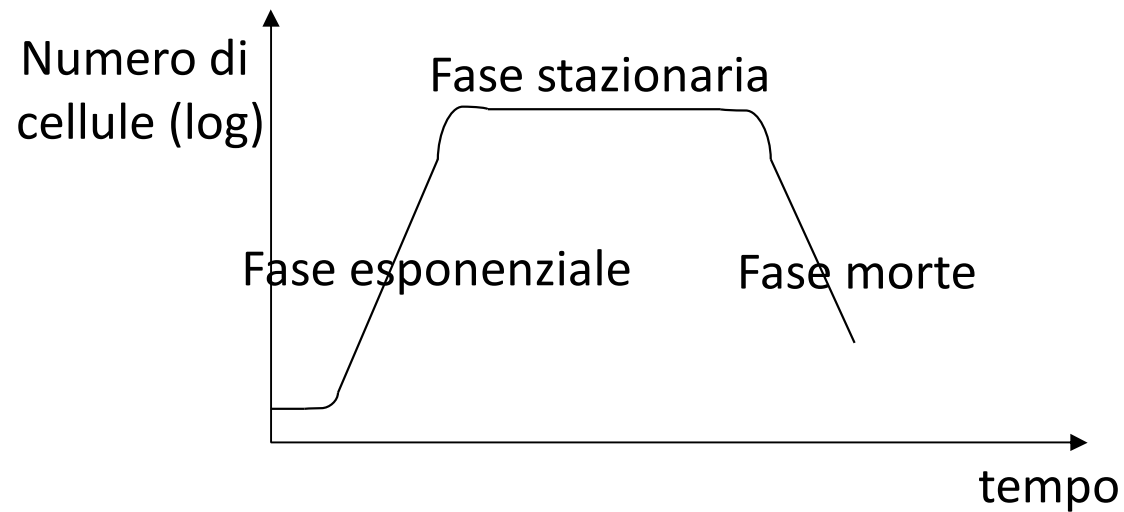 Numero di
cellule (log)
Fase stazionaria
Fase esponenziale
Fase morte
tempo